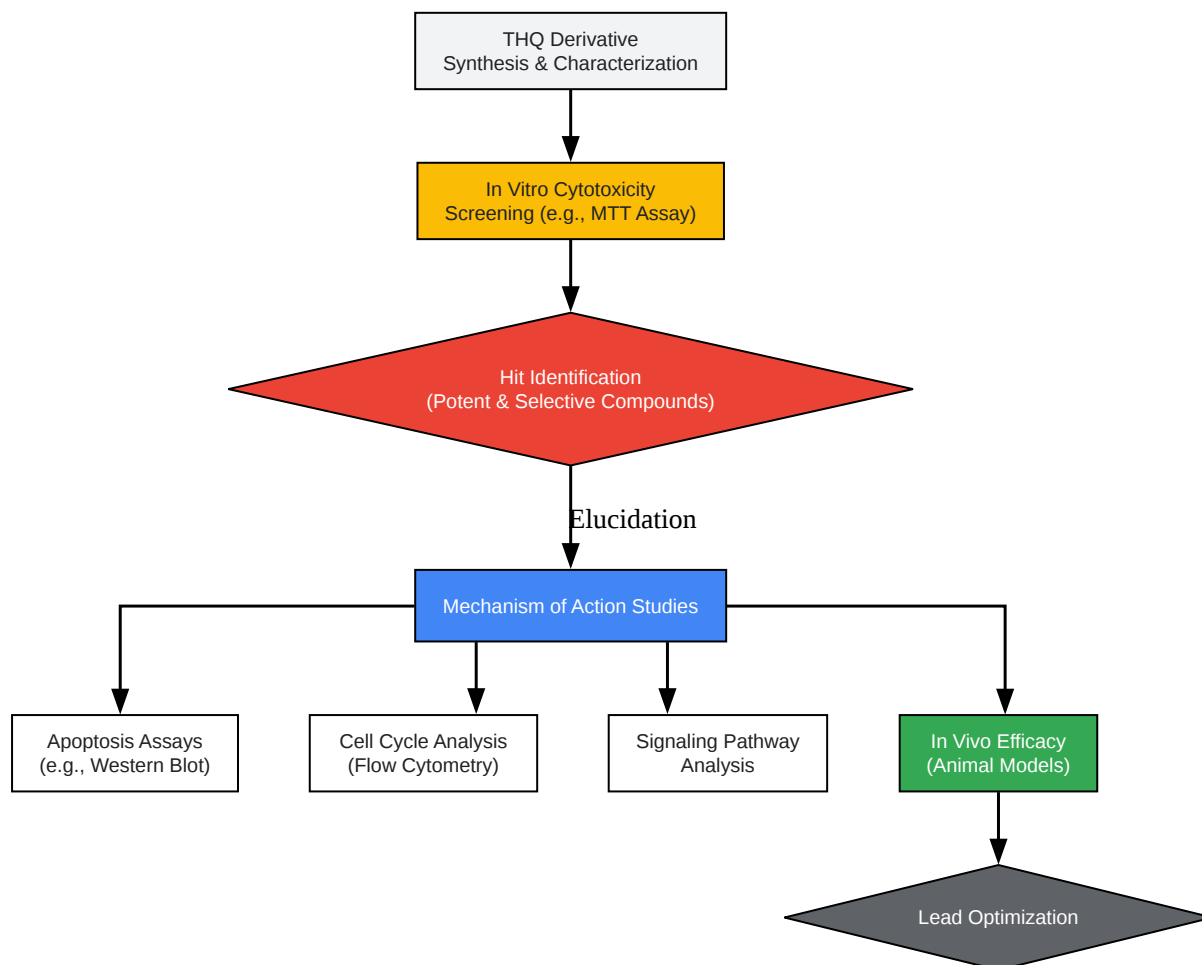 THQ Derivative
Synthesis & Characterization
In Vitro Cytotoxicity
Screening (e.g., MTT Assay)
Hit Identification
(Potent & Selective Compounds)
Elucidation
Mechanism of Action Studies
Apoptosis Assays
(e.g., Western Blot)
Cell Cycle Analysis
(Flow Cytometry)
Signaling Pathway
Analysis
In Vivo Efficacy
(Animal Models)
Lead Optimization